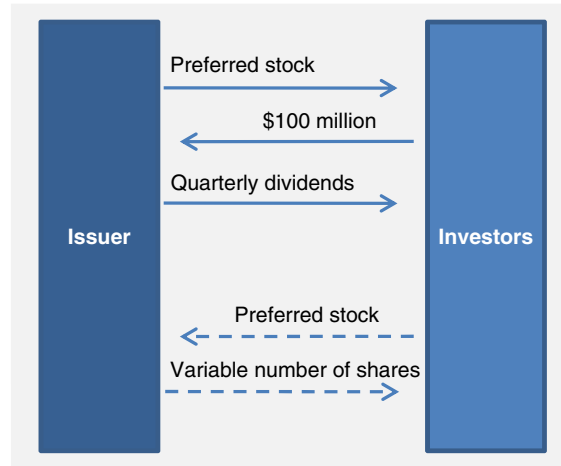 Preferred stock
$100 million
Quarterly dividends
Issuer
Investors
Preferred stock
Variable number of shares